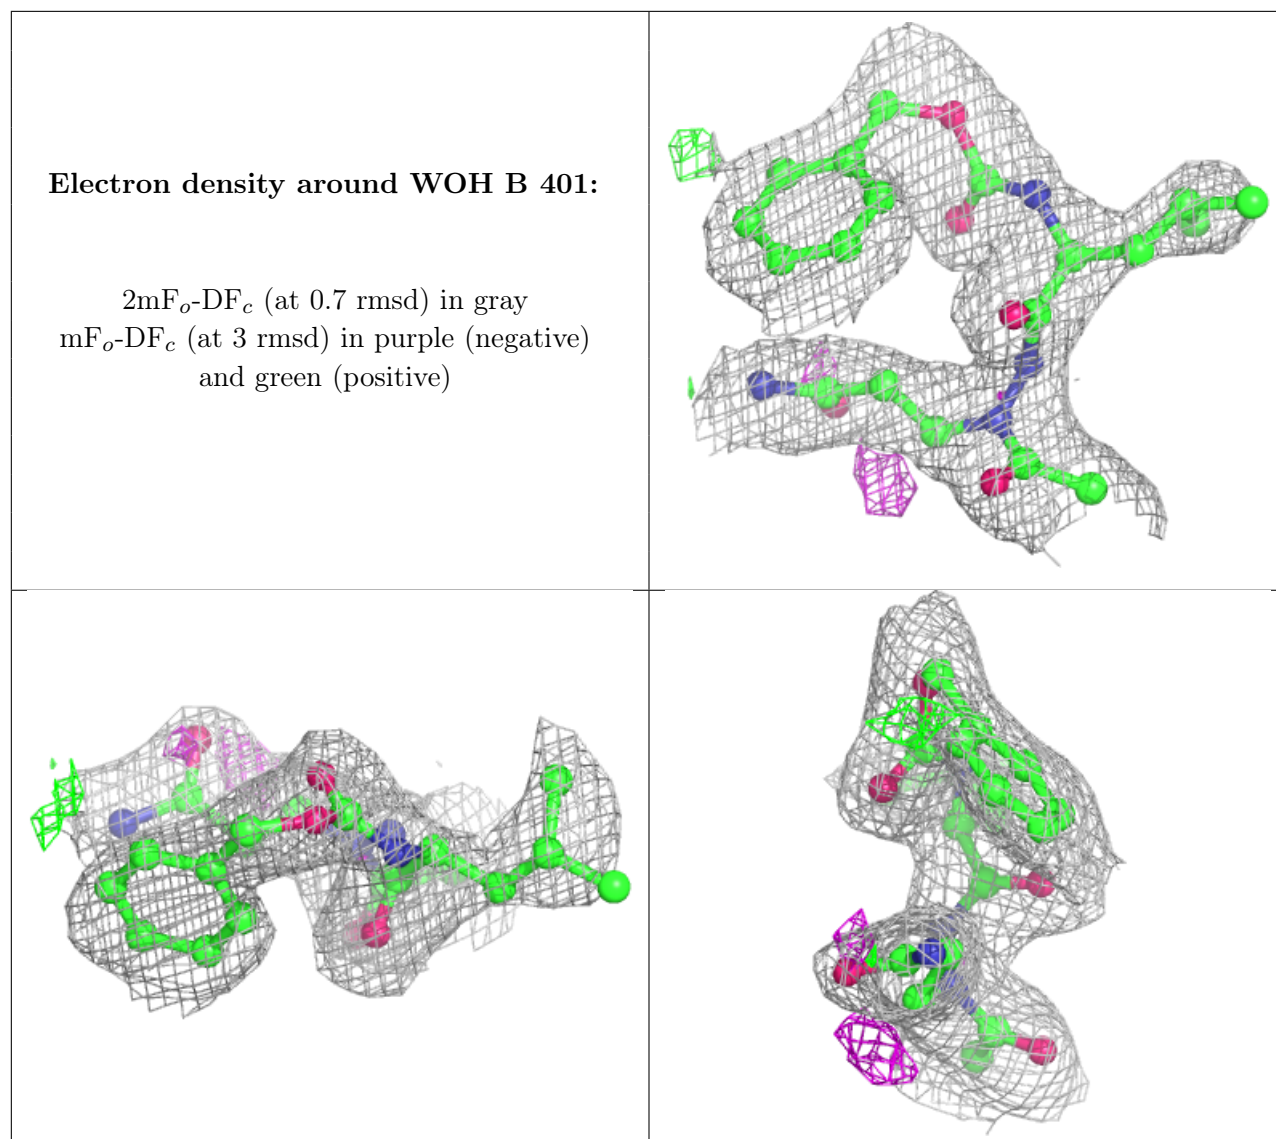 Electron density around WOH B 401:
2mFo-DFc (at 0.7 rmsd) in gray
mFo-DFc (at 3 rmsd) in purple (negative)
and green (positive)